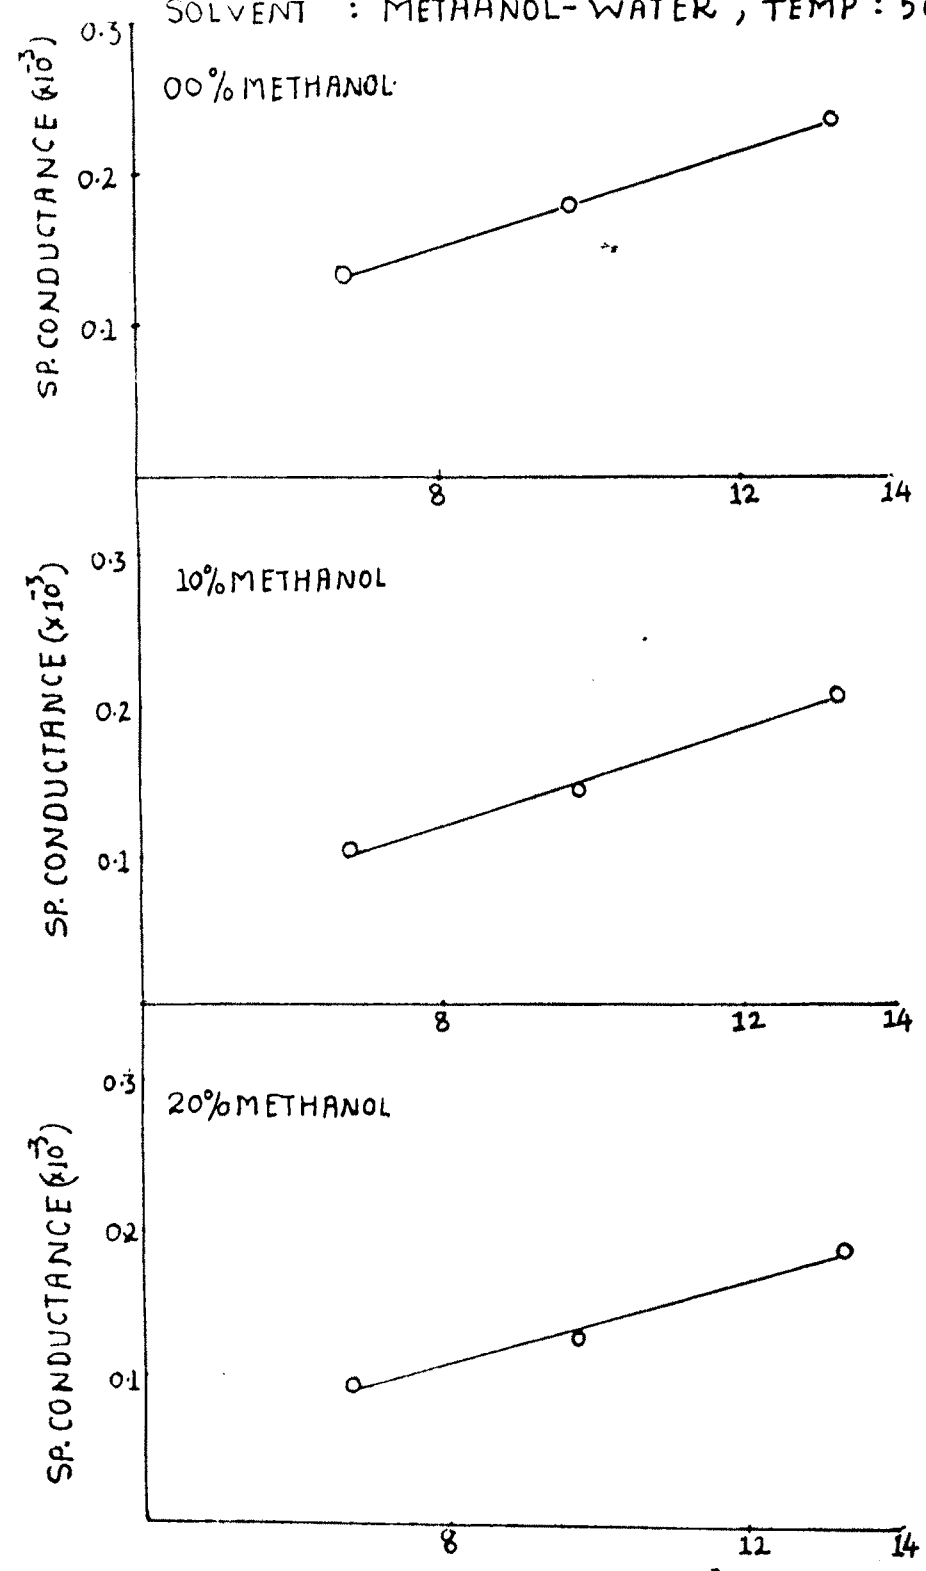 SOLVENT : METHANOL-WATER, TEMP : 5
0.3
00% METHANOL
SP. CONDUCTANCE (x10⁻³)
0.2
0.1
8 12 14
0.3
10% METHANOL
SP. CONDUCTANCE (x10⁻³)
0.2
0.1
8 12 14
0.3
20% METHANOL
SP. CONDUCTANCE (x10⁻³)
0.2
0.1
8 12 14